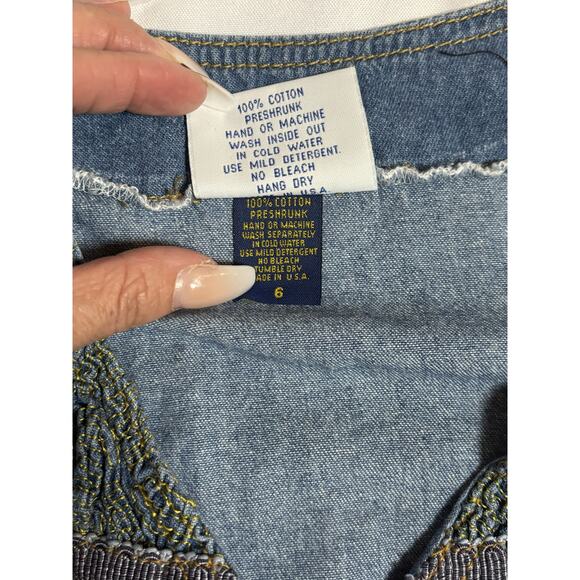 100% COTTON
PRESHRUNK
HAND OR MACHINE
WASH INSIDE OUT
IN COLD WATER
USE MILD DETERGENT.
NO BLEACH
HANG DRY
IN U.S.A.
100% COTTON
PRESHRUNK
HAND OR MACHINE
WASH SEPARATELY
IN COLD WATER
USE MILD DETERGENT
NO BLEACH
TUMBLE DRY
ADE IN U.S.A.
6